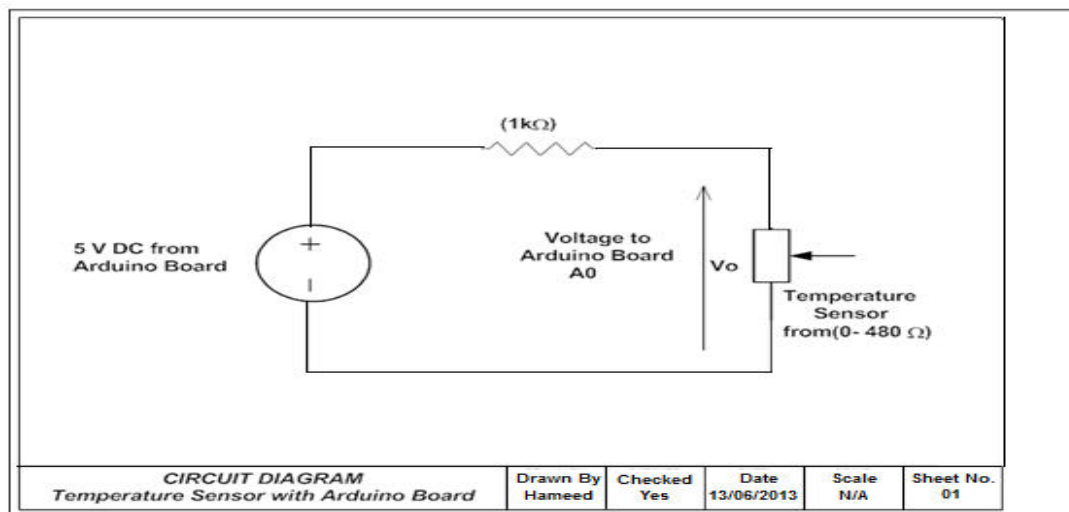 (1kΩ)
5 V DC from
Arduino Board
+
Voltage to
Arduino Board
A0
Vo
Temperature
Sensor
from(0- 480 Ω)
CIRCUIT DIAGRAM
Temperature Sensor with Arduino Board
Drawn By
Hameed
Checked
Yes
Date
13/06/2013
Scale
N/A
Sheet No.
01